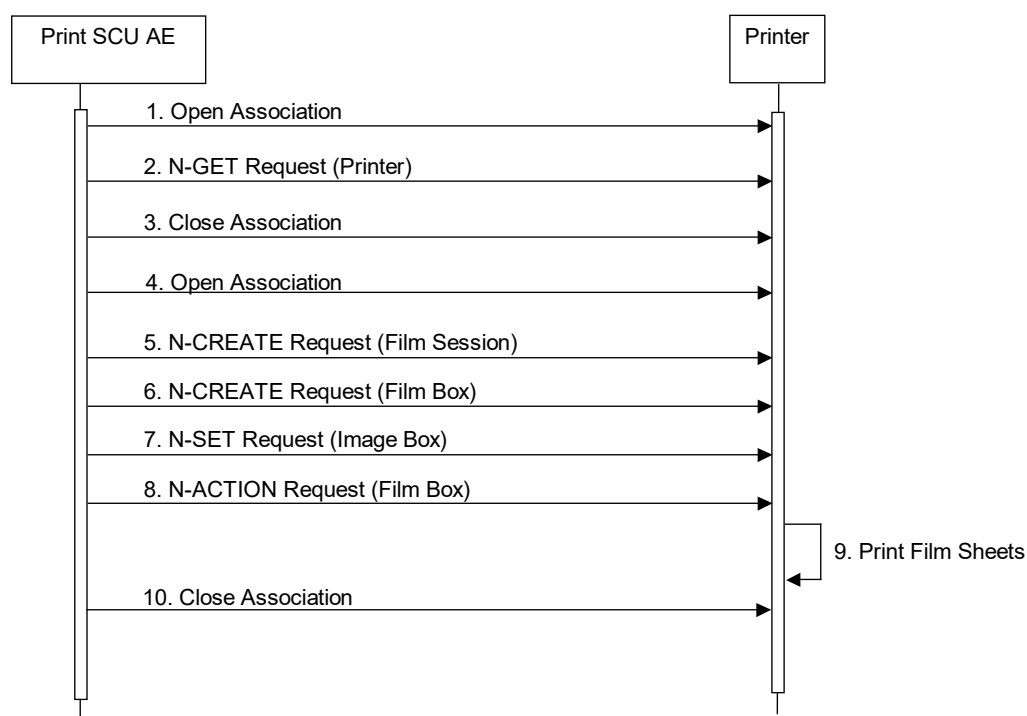 Print SCU AE
Printer
1. Open Association
2. N-GET Request (Printer)
3. Close Association
4. Open Association
5. N-CREATE Request (Film Session)
6. N-CREATE Request (Film Box)
7. N-SET Request (Image Box)
8. N-ACTION Request (Film Box)
9. Print Film Sheets
10. Close Association